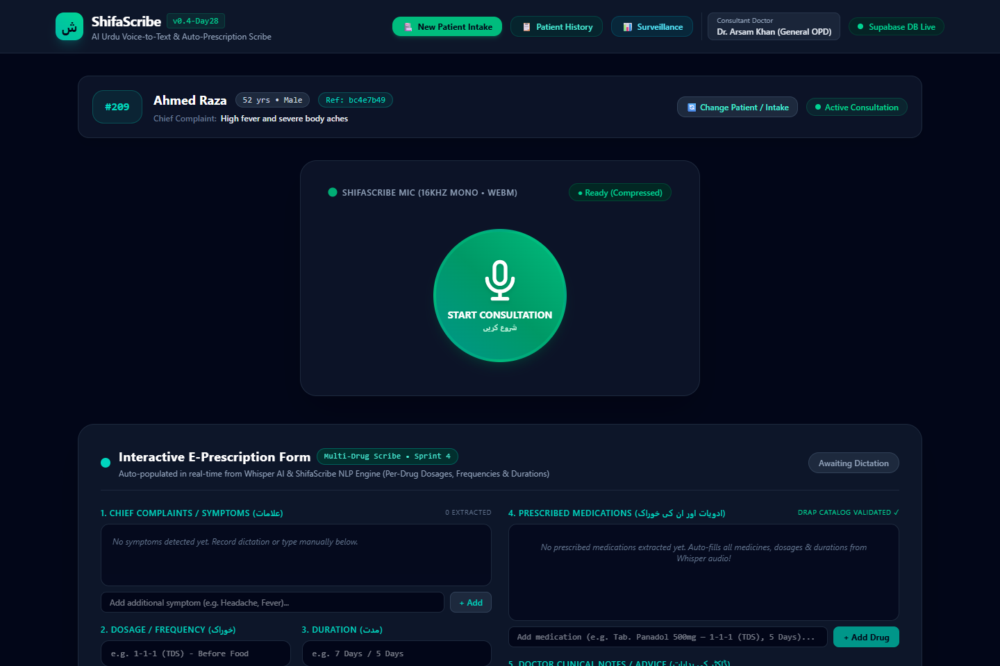 ش
ShifaScribe v0.4-Day28
AI Urdu Voice-to-Text & Auto-Prescription Scribe
New Patient Intake
Patient History
Surveillance
Consultant Doctor
Dr. Arsam Khan (General OPD)
Supabase DB Live
#209
Ahmed Raza 52 yrs • Male Ref: bc4e7b49
Chief Complaint: High fever and severe body aches
Change Patient / Intake
Active Consultation
SHIFASCRIBE MIC (16KHZ MONO • WEBM)
● Ready (Compressed)
START CONSULTATION
شروع کریں
Interactive E-Prescription Form Multi-Drug Scribe • Sprint 4
Auto-populated in real-time from Whisper AI & ShifaScribe NLP Engine (Per-Drug Dosages, Frequencies & Durations)
Awaiting Dictation
1. CHIEF COMPLAINTS / SYMPTOMS (علامات)
0 EXTRACTED
No symptoms detected yet. Record dictation or type manually below.
Add additional symptom (e.g. Headache, Fever)...
+ Add
2. DOSAGE / FREQUENCY (خوراک)
e.g. 1-1-1 (TDS) - Before Food
3. DURATION (مدت)
e.g. 7 Days / 5 Days
4. PRESCRIBED MEDICATIONS (ادویات اور ان کی خوراک)
DRAP CATALOG VALIDATED ✓
No prescribed medications extracted yet. Auto-fills all medicines, dosages & durations from
Whisper audio!
Add medication (e.g. Tab. Panadol 500mg — 1-1-1 (TDS), 5 Days)...
+ Add Drug
5. DOCTOR CLINICAL NOTES / ADVICE (ڈاکٹر کی ہدایات)